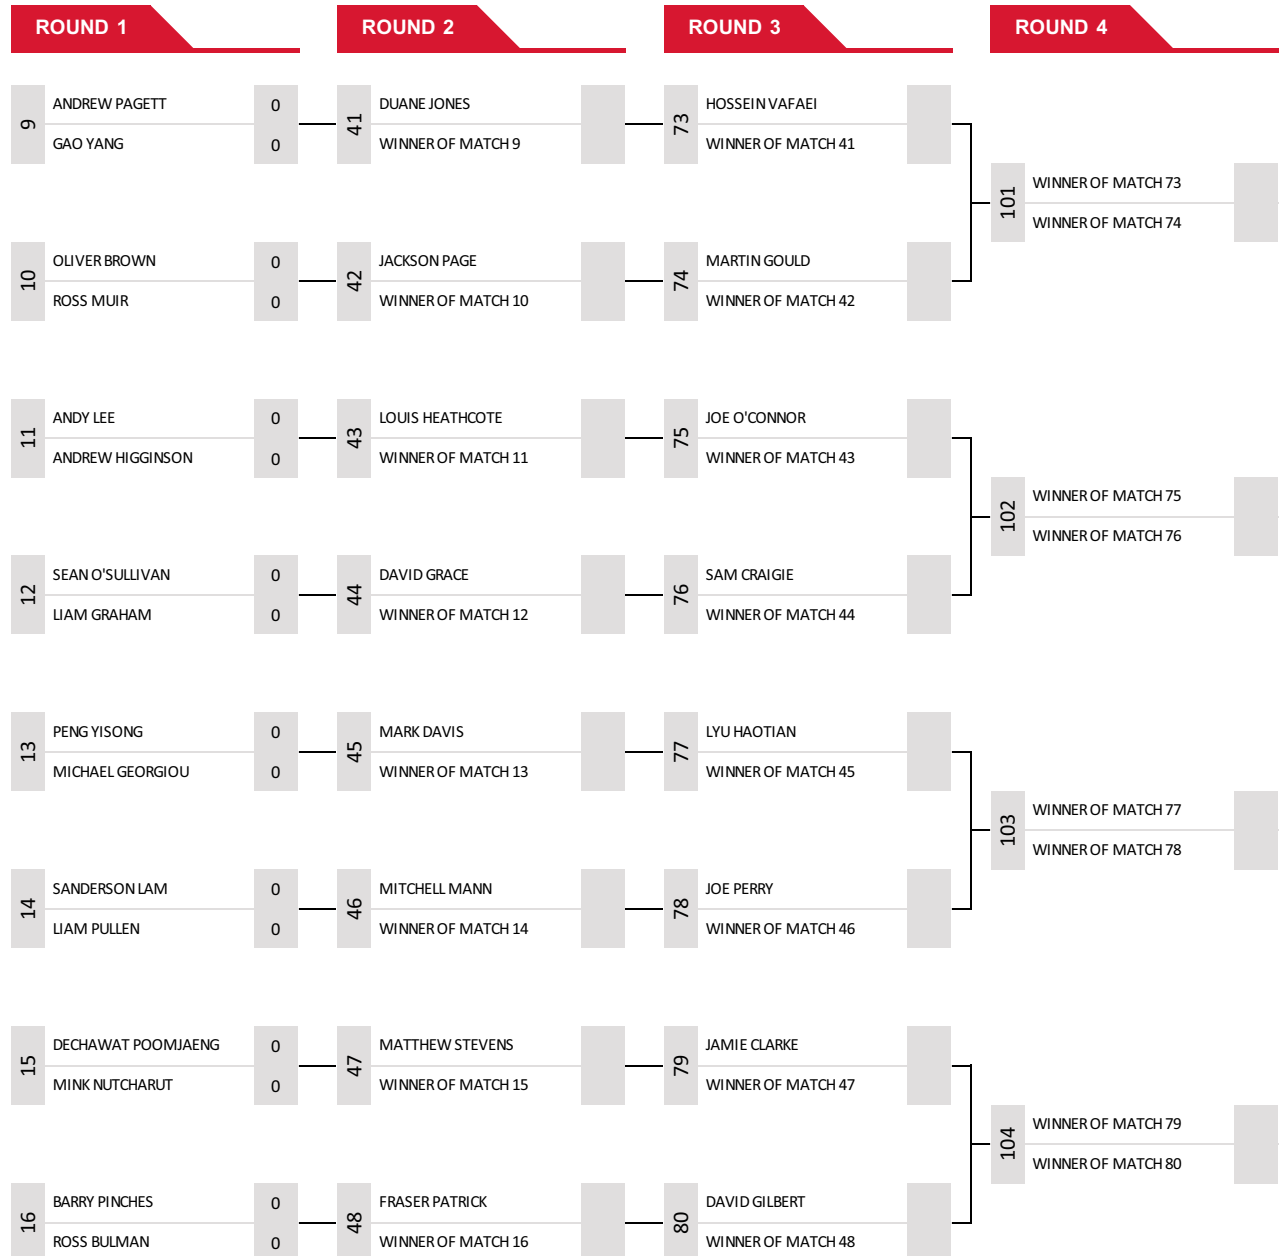 ROUND 1
ROUND 2
ROUND 3
ROUND 4
9
ANDREW PAGETT
0
GAO YANG
0
41
DUANE JONES
WINNER OF MATCH 9
73
HOSSEIN VAFAEI
WINNER OF MATCH 41
101
WINNER OF MATCH 73
WINNER OF MATCH 74
10
OLIVER BROWN
0
ROSS MUIR
0
42
JACKSON PAGE
WINNER OF MATCH 10
74
MARTIN GOULD
WINNER OF MATCH 42
11
ANDY LEE
0
ANDREW HIGGINSON
0
43
LOUIS HEATHCOTE
WINNER OF MATCH 11
75
JOE O'CONNOR
WINNER OF MATCH 43
102
WINNER OF MATCH 75
WINNER OF MATCH 76
12
SEAN O'SULLIVAN
0
LIAM GRAHAM
0
44
DAVID GRACE
WINNER OF MATCH 12
76
SAM CRAIGIE
WINNER OF MATCH 44
13
PENG YISONG
0
MICHAEL GEORGIOU
0
45
MARK DAVIS
WINNER OF MATCH 13
77
LYU HAOTIAN
WINNER OF MATCH 45
103
WINNER OF MATCH 77
WINNER OF MATCH 78
14
SANDERSON LAM
0
LIAM PULLEN
0
46
MITCHELL MANN
WINNER OF MATCH 14
78
JOE PERRY
WINNER OF MATCH 46
15
DECHAWAT POOMJAENG
0
MINK NUTCHARUT
0
47
MATTHEW STEVENS
WINNER OF MATCH 15
79
JAMIE CLARKE
WINNER OF MATCH 47
104
WINNER OF MATCH 79
WINNER OF MATCH 80
16
BARRY PINCHES
0
ROSS BULMAN
0
48
FRASER PATRICK
WINNER OF MATCH 16
80
DAVID GILBERT
WINNER OF MATCH 48